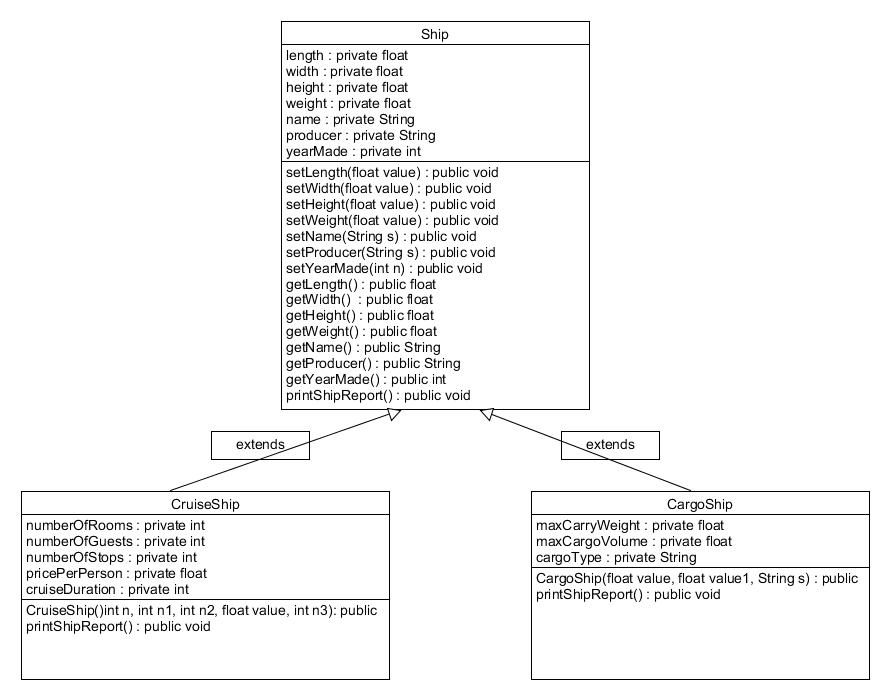 Ship
length : private float
width : private float
height : private float
weight : private float
name : private String
producer : private String
yearMade : private int
setLength(float value) : public void
setWidth(float value) : public void
setHeight(float value) : public void
setWeight(float value) : public void
setName(String s) : public void
setProducer(String s) : public void
setYearMade(int n) : public void
getLength() : public float
getWidth()  : public float
getHeight() : public float
getWeight() : public float
getName() : public String
getProducer() : public String
getYearMade() : public int
printShipReport() : public void
extends
extends
CruiseShip
numberOfRooms : private int
numberOfGuests : private int
numberOfStops : private int
pricePerPerson : private float
cruiseDuration : private int
CruiseShip()int n, int n1, int n2, float value, int n3): public
printShipReport() : public void
CargoShip
maxCarryWeight : private float
maxCargoVolume : private float
cargoType : private String
CargoShip(float value, float value1, String s) : public
printShipReport() : public void